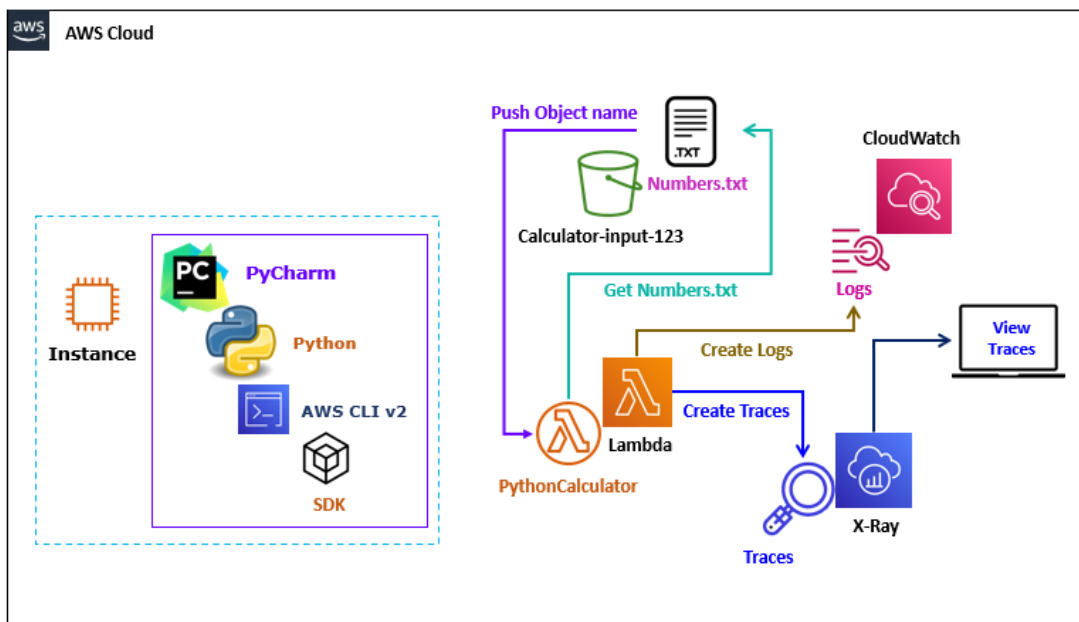 aws
AWS Cloud
Push Object name
.TXT
Numbers.txt
CloudWatch
Calculator-input-123
PC
PyCharm
Get Numbers.txt
Logs
Instance
Python
View
Traces
Create Logs
AWS CLI v2
Create Traces
Lambda
SDK
PythonCalculator
X-Ray
Traces